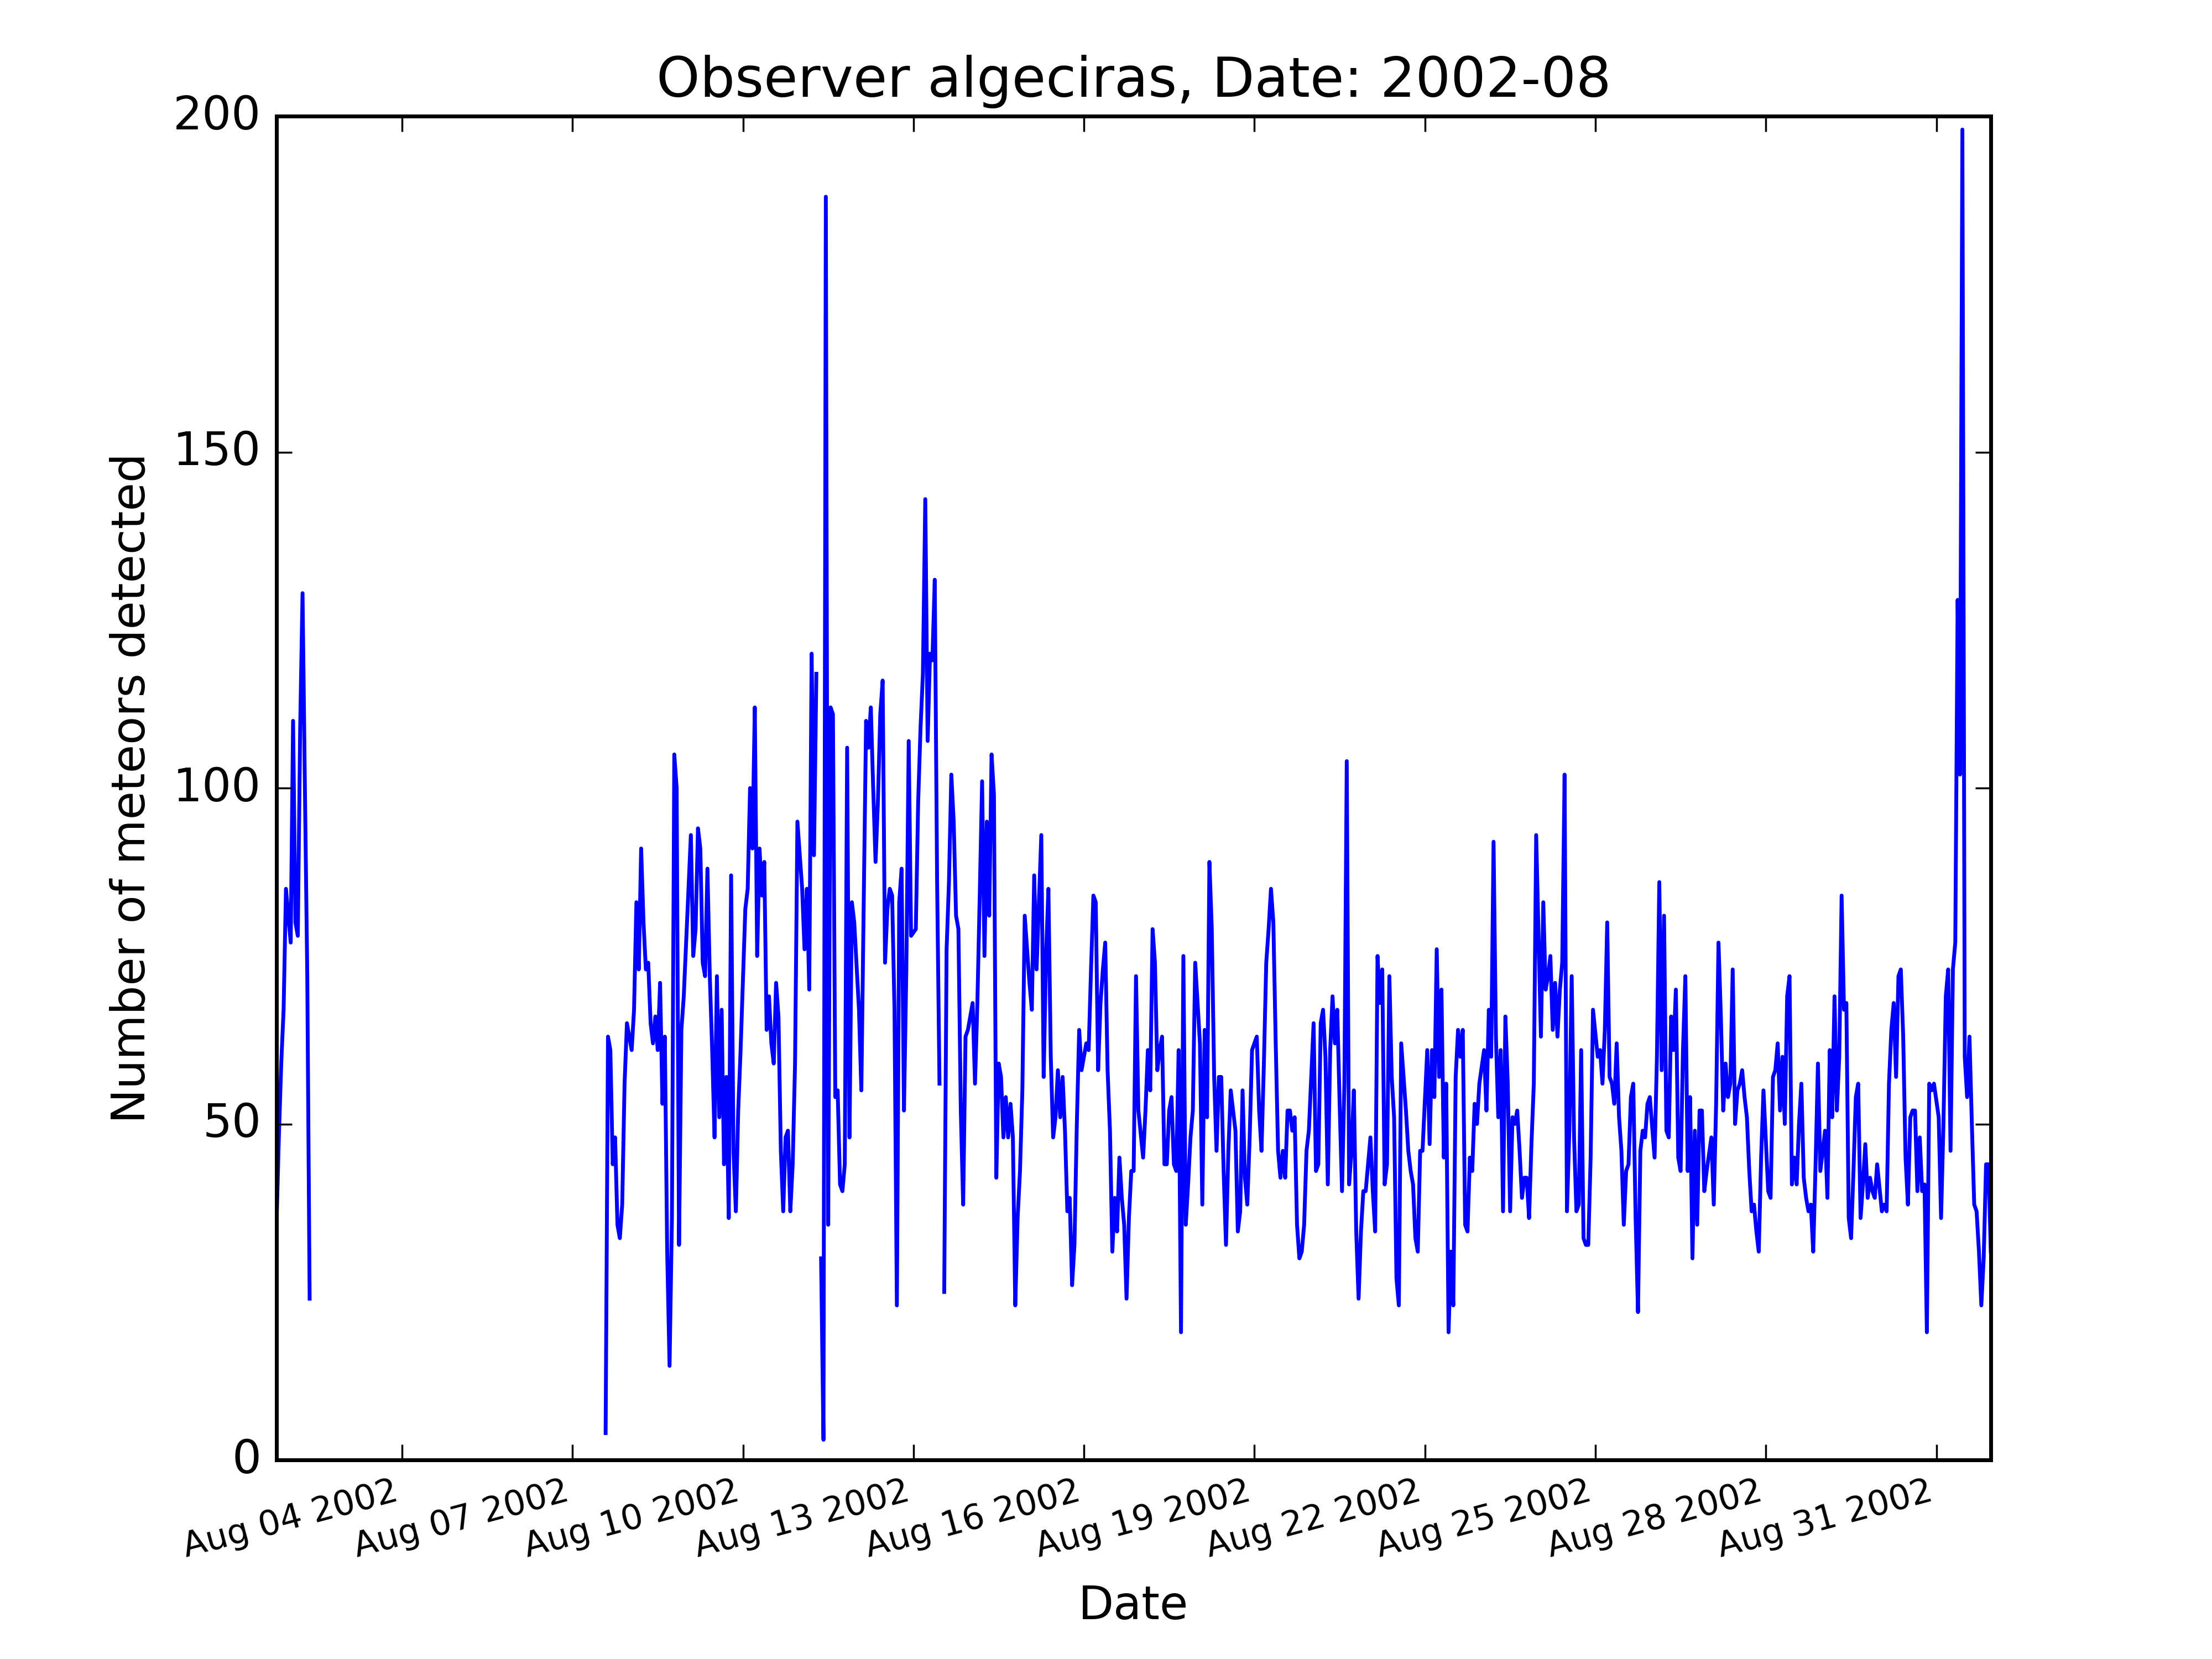 Observer algeciras, Date: 2002-08
Number of meteors detected
200
150
100
50
0
Aug 04 2002
Aug 07 2002
Aug 10 2002
Aug 13 2002
Aug 16 2002
Aug 19 2002
Aug 22 2002
Aug 25 2002
Aug 28 2002
Aug 31 2002
Date